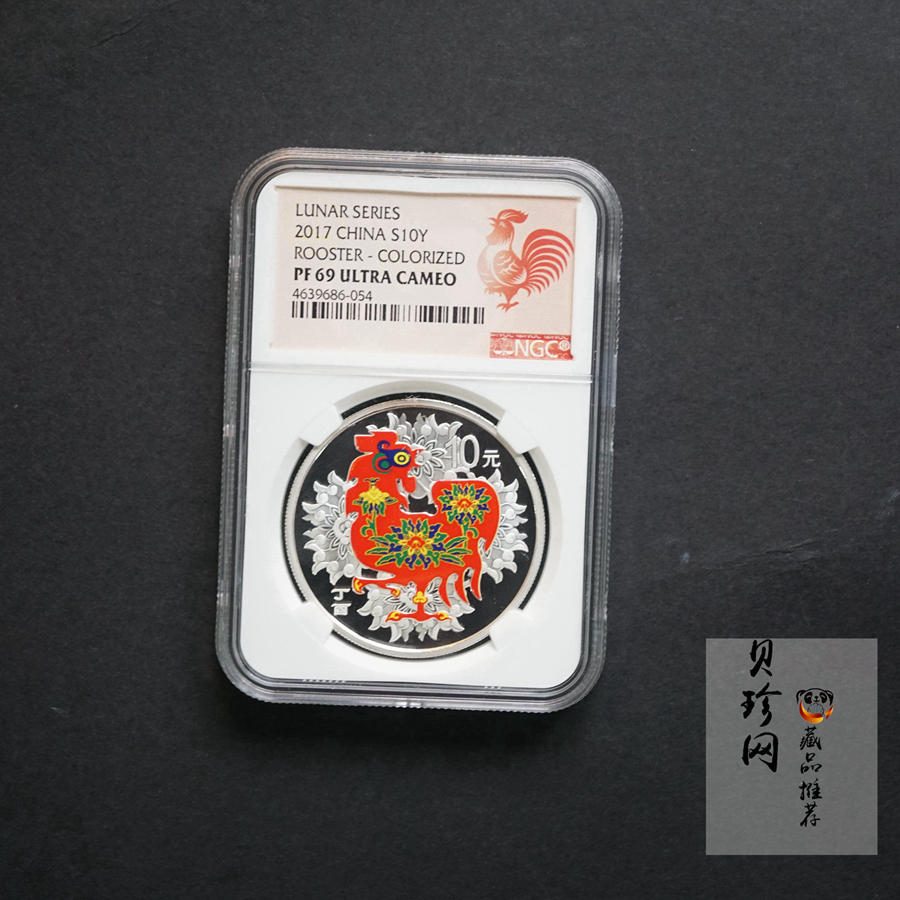 LUNAR SERIES
2017 CHINA S10Y
ROOSTER - COLORIZED
PF 69 ULTRA CAMEO
4639686-054
NGC®
10元
丁酉
贝珍网
藏品推荐